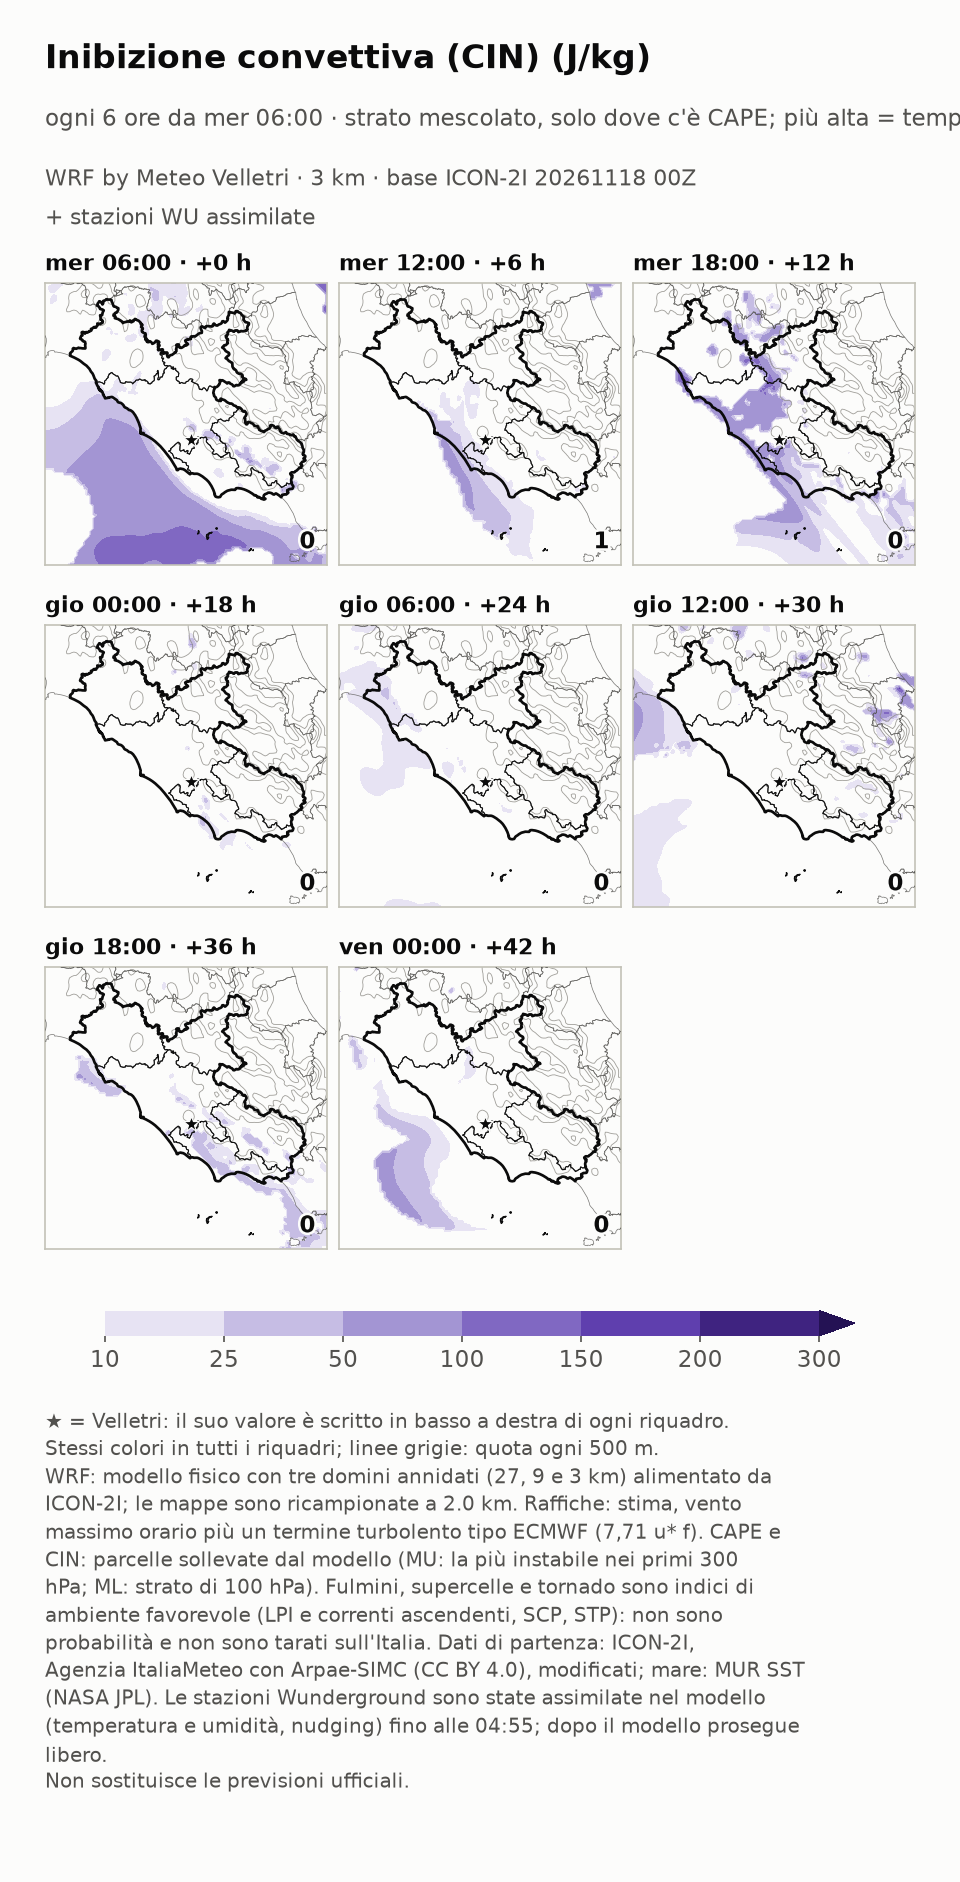 Inibizione convettiva (CIN) (J/kg)
ogni 6 ore da mer 06:00 · strato mescolato, solo dove c'è CAPE; più alta = temp
WRF by Meteo Velletri · 3 km · base ICON-2I 20261118 00Z
+ stazioni WU assimilate
mer 06:00 · +0 h
mer 12:00 · +6 h
mer 18:00 · +12 h
0
1
0
gio 00:00 · +18 h
gio 06:00 · +24 h
gio 12:00 · +30 h
0
0
0
gio 18:00 · +36 h
ven 00:00 · +42 h
0
0
10 25 50 100 150 200 300
★ = Velletri: il suo valore è scritto in basso a destra di ogni riquadro.
Stessi colori in tutti i riquadri; linee grigie: quota ogni 500 m.
WRF: modello fisico con tre domini annidati (27, 9 e 3 km) alimentato da
ICON-2I; le mappe sono ricampionate a 2.0 km. Raffiche: stima, vento
massimo orario più un termine turbolento tipo ECMWF (7,71 u* f). CAPE e
CIN: parcelle sollevate dal modello (MU: la più instabile nei primi 300
hPa; ML: strato di 100 hPa). Fulmini, supercelle e tornado sono indici di
ambiente favorevole (LPI e correnti ascendenti, SCP, STP): non sono
probabilità e non sono tarati sull'Italia. Dati di partenza: ICON-2I,
Agenzia ItaliaMeteo con Arpae-SIMC (CC BY 4.0), modificati; mare: MUR SST
(NASA JPL). Le stazioni Wunderground sono state assimilate nel modello
(temperatura e umidità, nudging) fino alle 04:55; dopo il modello prosegue
libero.
Non sostituisce le previsioni ufficiali.